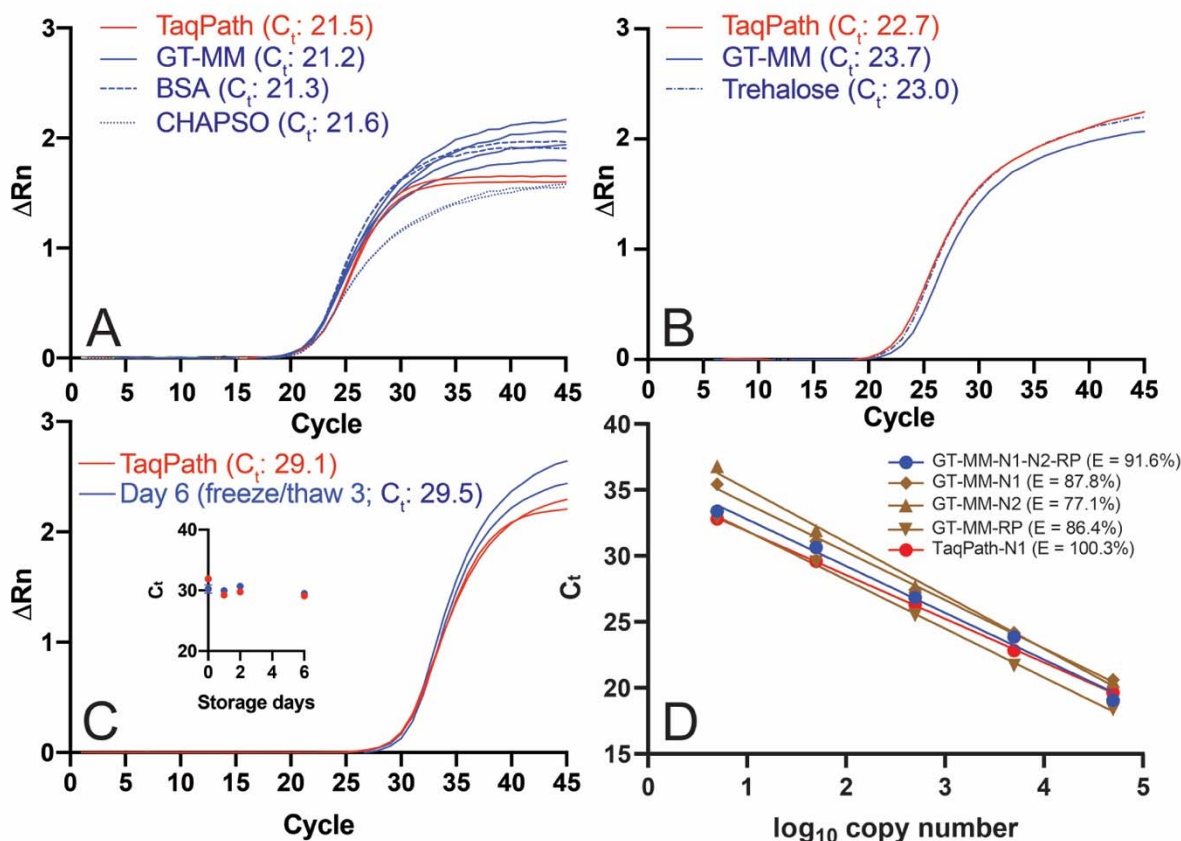 TaqPath (Ct: 21.5)
GT-MM (Ct: 21.2)
BSA (Ct: 21.3)
CHAPSO (Ct: 21.6)
3
2
1
0
ΔRn
A
0 5 10 15 20 25 30 35 40 45
Cycle
TaqPath (Ct: 22.7)
GT-MM (Ct: 23.7)
Trehalose (Ct: 23.0)
3
2
1
0
ΔRn
B
0 5 10 15 20 25 30 35 40 45
Cycle
TaqPath (Ct: 29.1)
Day 6 (freeze/thaw 3; Ct: 29.5)
3
2
1
0
ΔRn
40
30
20
Ct
0 2 4 6
Storage days
C
0 5 10 15 20 25 30 35 40 45
Cycle
GT-MM-N1-N2-RP (E = 91.6%)
GT-MM-N1 (E = 87.8%)
GT-MM-N2 (E = 77.1%)
GT-MM-RP (E = 86.4%)
TaqPath-N1 (E = 100.3%)
40
35
30
25
20
15
Ct
D
0 1 2 3 4 5
log10 copy number